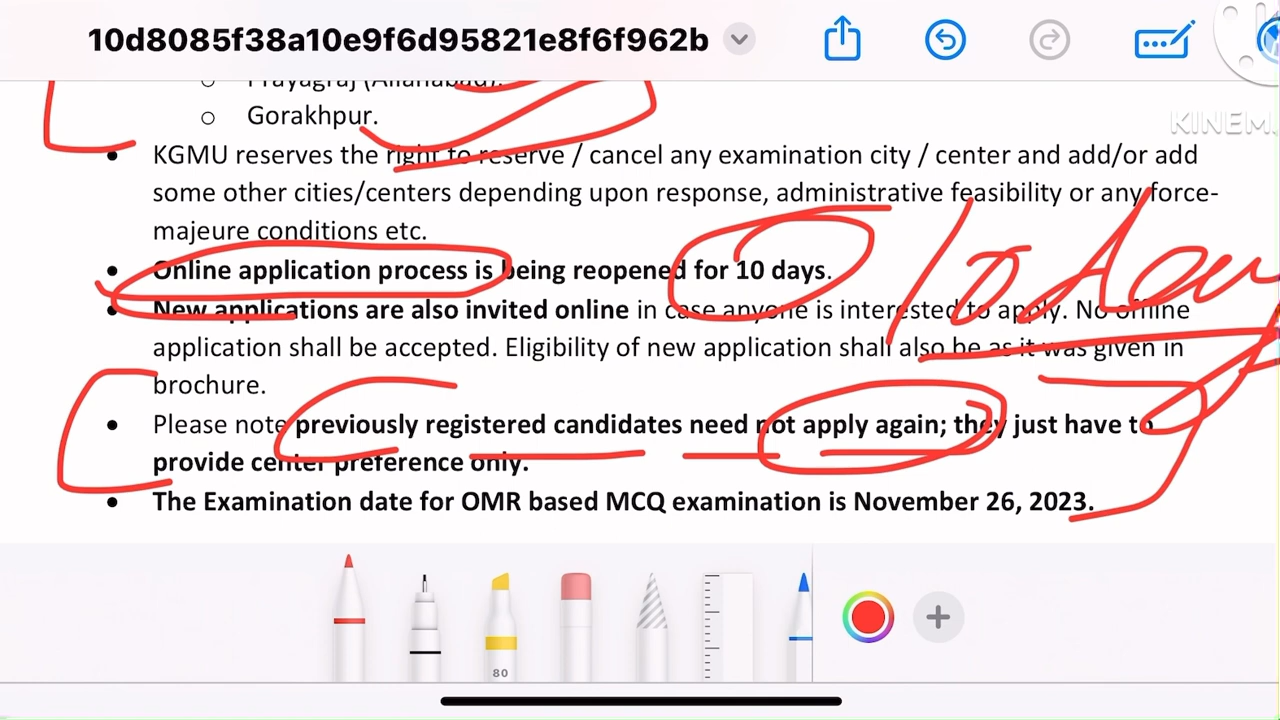 10d8085f38a10e9f6d95821e8f6f962b
Prayagraj (Allahabad).
Gorakhpur.
KINEM
KGMU reserves the right to reserve / cancel any examination city / center and add/or add
some other cities/centers depending upon response, administrative feasibility or any force-
majeure conditions etc.
Online application process is being reopened for 10 days.
10 day
New applications are also invited online in case anyone is interested to apply. No offline
application shall be accepted. Eligibility of new application shall also be as it was given in
brochure.
Please note previously registered candidates need not apply again; they just have to
provide center preference only.
The Examination date for OMR based MCQ examination is November 26, 2023.
80